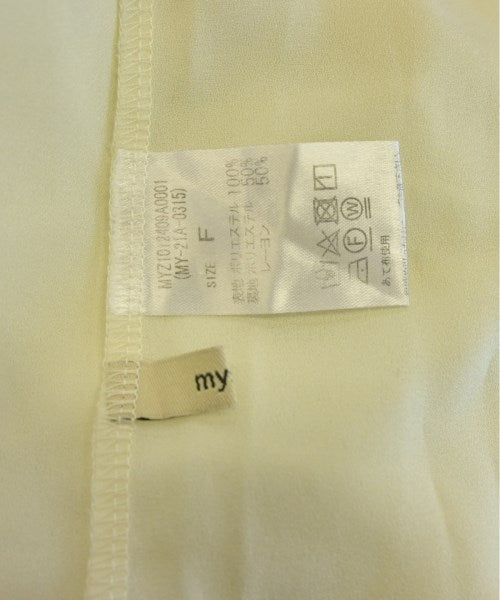 MYZ1012409A0001
(MY-21A-0315)
SIZE F
表地 ポリエステル 100%
裏地 ポリエステル 50%
レーヨン 50%
F W
あて布使用
my